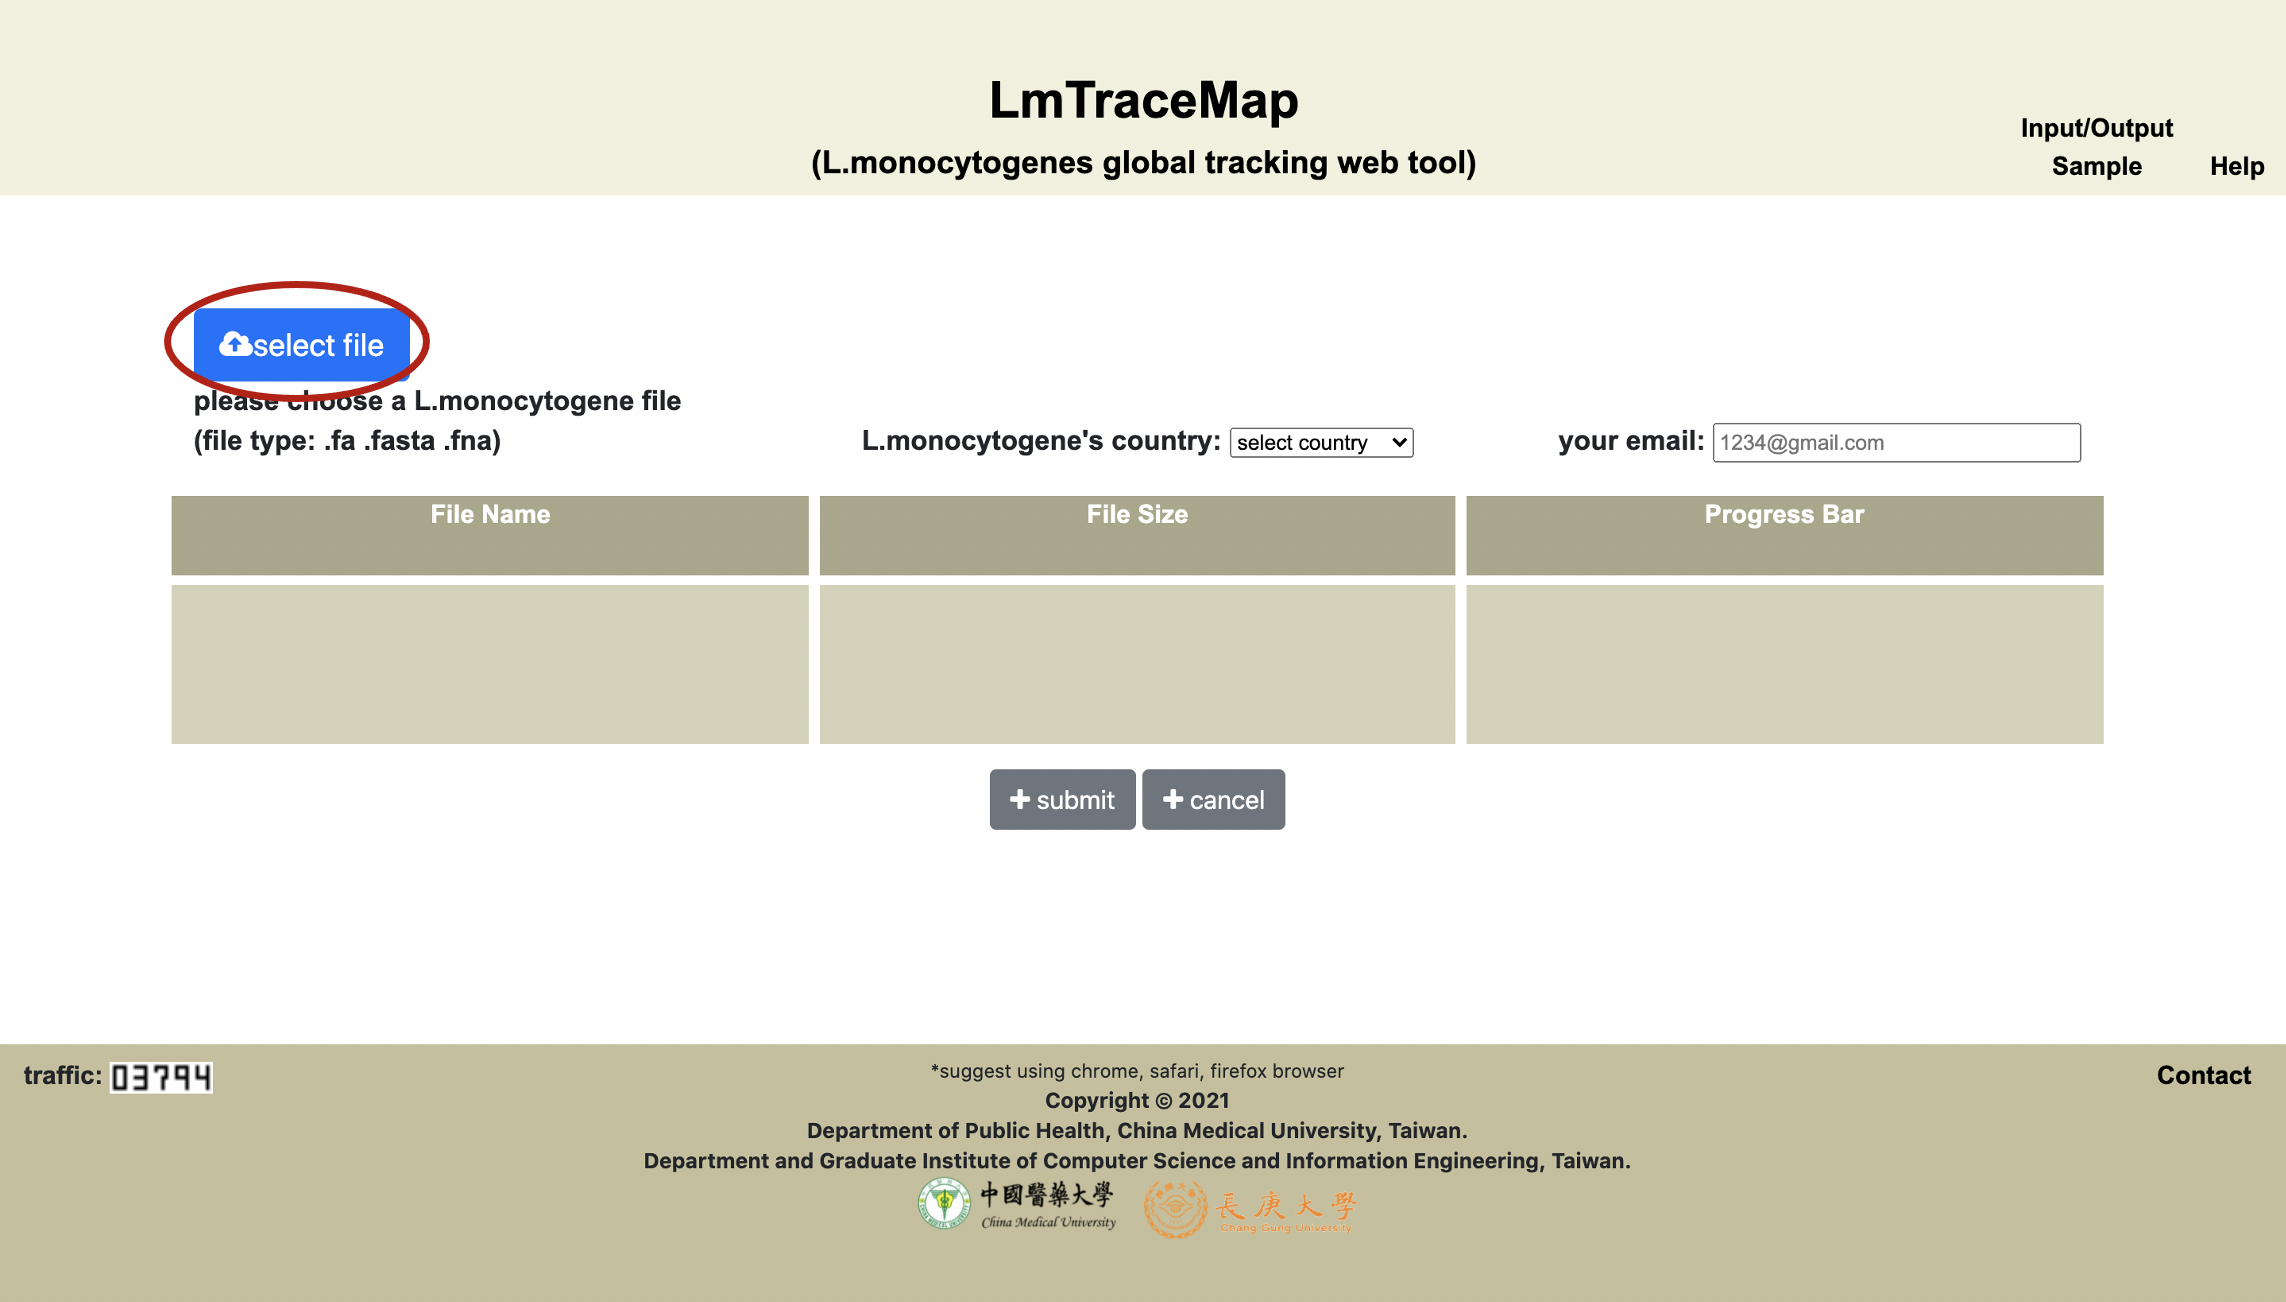 LmTraceMap
(L.monocytogenes global tracking web tool)
Input/Output
Sample
Help
select file
please choose a L.monocytogene file
(file type: .fa .fasta .fna)
L.monocytogene's country: select country
your email: 1234@gmail.com
File Name
File Size
Progress Bar
submit
cancel
traffic: 03794
*suggest using chrome, safari, firefox browser
Copyright © 2021
Department of Public Health, China Medical University, Taiwan.
Department and Graduate Institute of Computer Science and Information Engineering, Taiwan.
Contact
中國醫藥大學
China Medical University
長庚大學
Chang Gung University